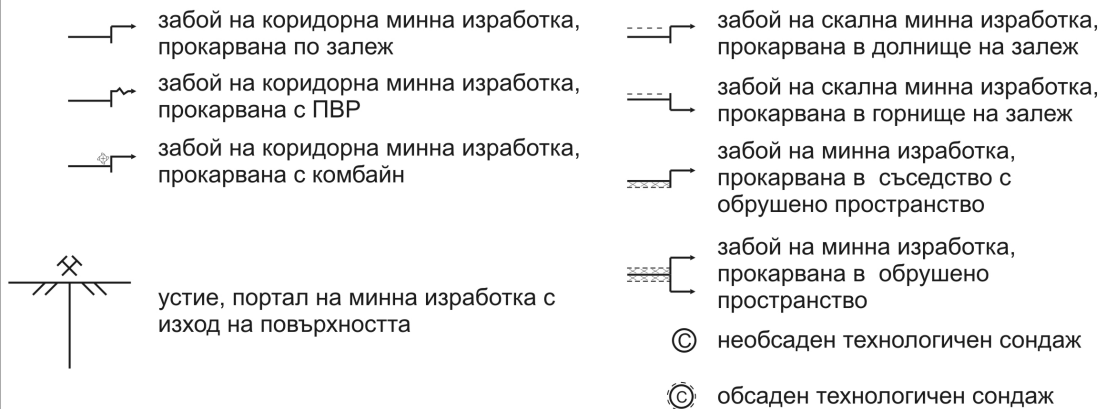 забой на коридорна минна изработка,
прокарвана по залеж
забой на коридорна минна изработка,
прокарвана с ПВР
забой на коридорна минна изработка,
прокарвана с комбайн
устие, портал на минна изработка с
изход на повърхността
забой на скална минна изработка,
прокарвана в долнище на залеж
забой на скална минна изработка,
прокарвана в горнище на залеж
забой на минна изработка,
прокарвана в съседство с
обрушено пространство
забой на минна изработка,
прокарвана в обрушено
пространство
С необсаден технологичен сондаж
С обсаден технологичен сондаж